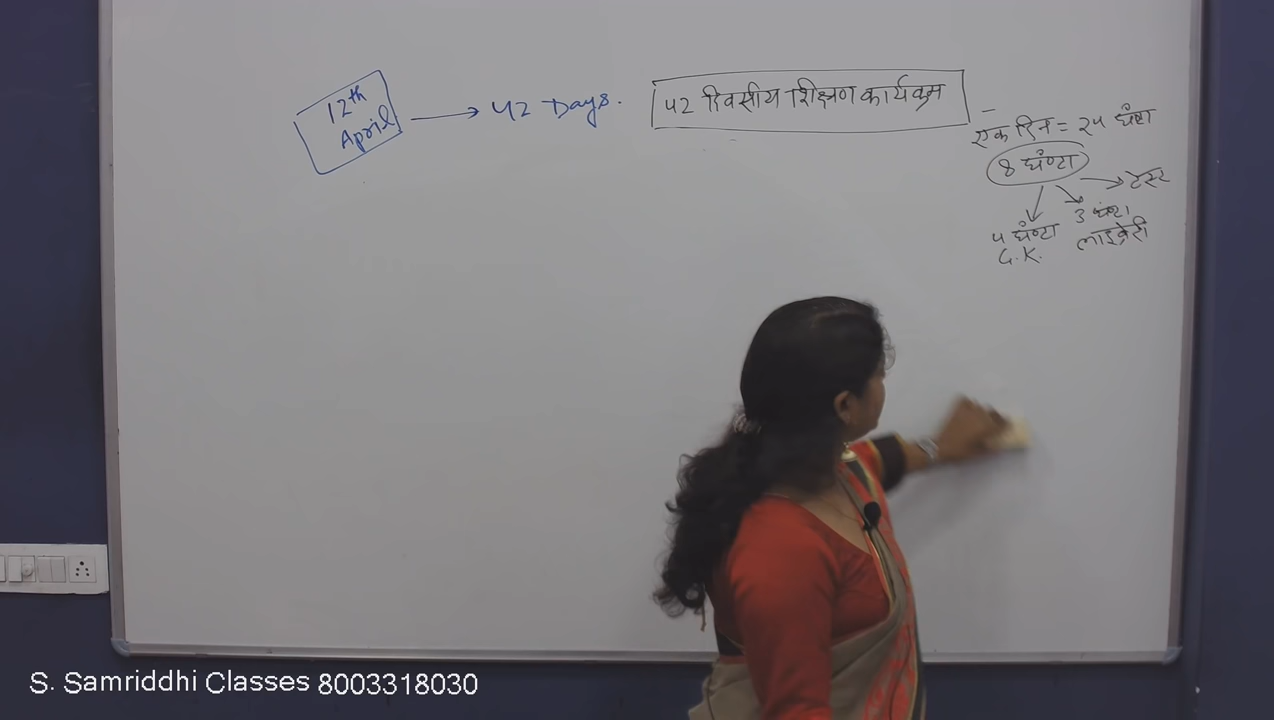 12th
April
42 Days.
42 दिवसीय शिक्षण कार्यक्रम
एक दिन = 24 घंटा
8 घंण्टा
टेस्ट
3 घंटा
4 घंण्टा
लाइब्रेरी
G.K.
S. Samriddhi Classes 8003318030